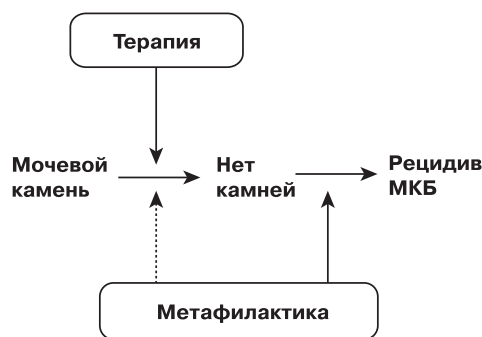 Терапия
Мочевой
камень
Нет
камней
Рецидив
МКБ
Метафилактика